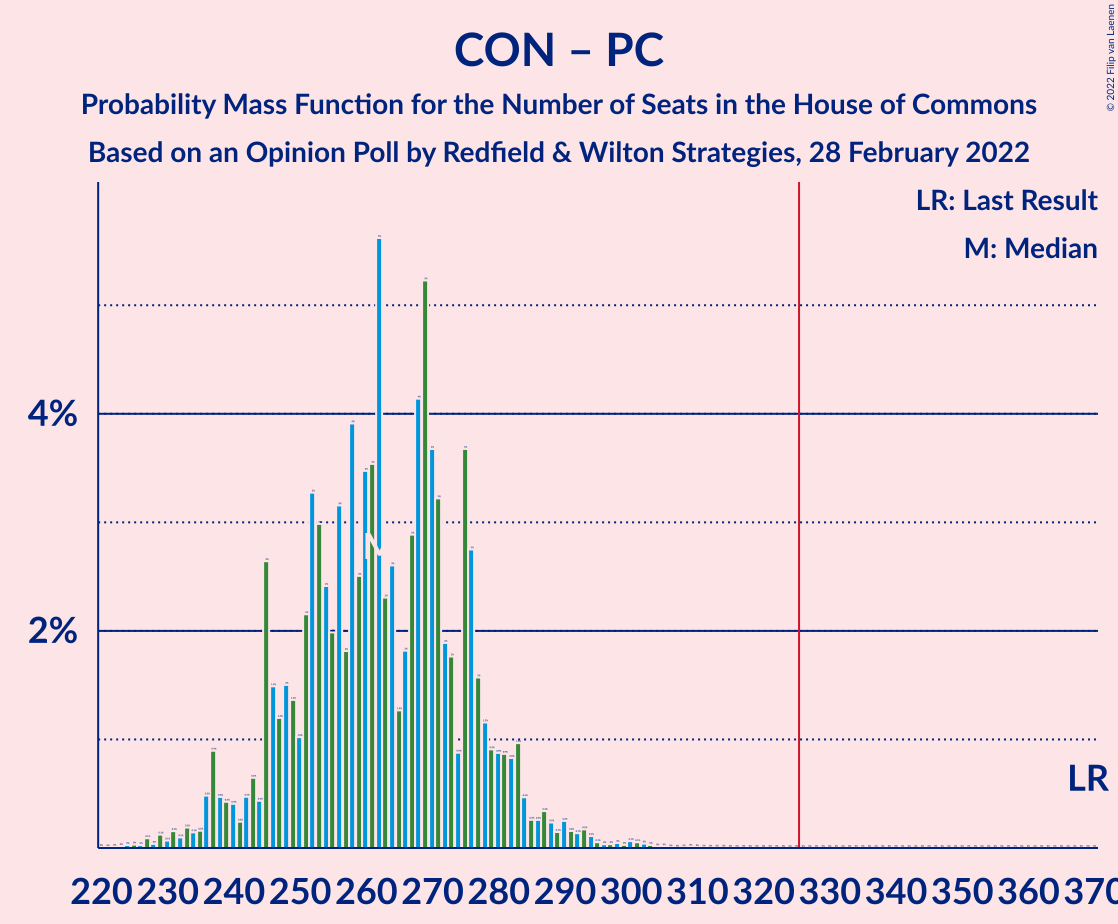 CON – PC
Probability Mass Function for the Number of Seats in the House of Commons
Based on an Opinion Poll by Redfield & Wilton Strategies, 28 February 2022
© 2022 Filip van Laenen
LR: Last Result
M: Median
4%
2%
M
LR
220 230 240 250 260 270 280 290 300 310 320 330 340 350 360 370